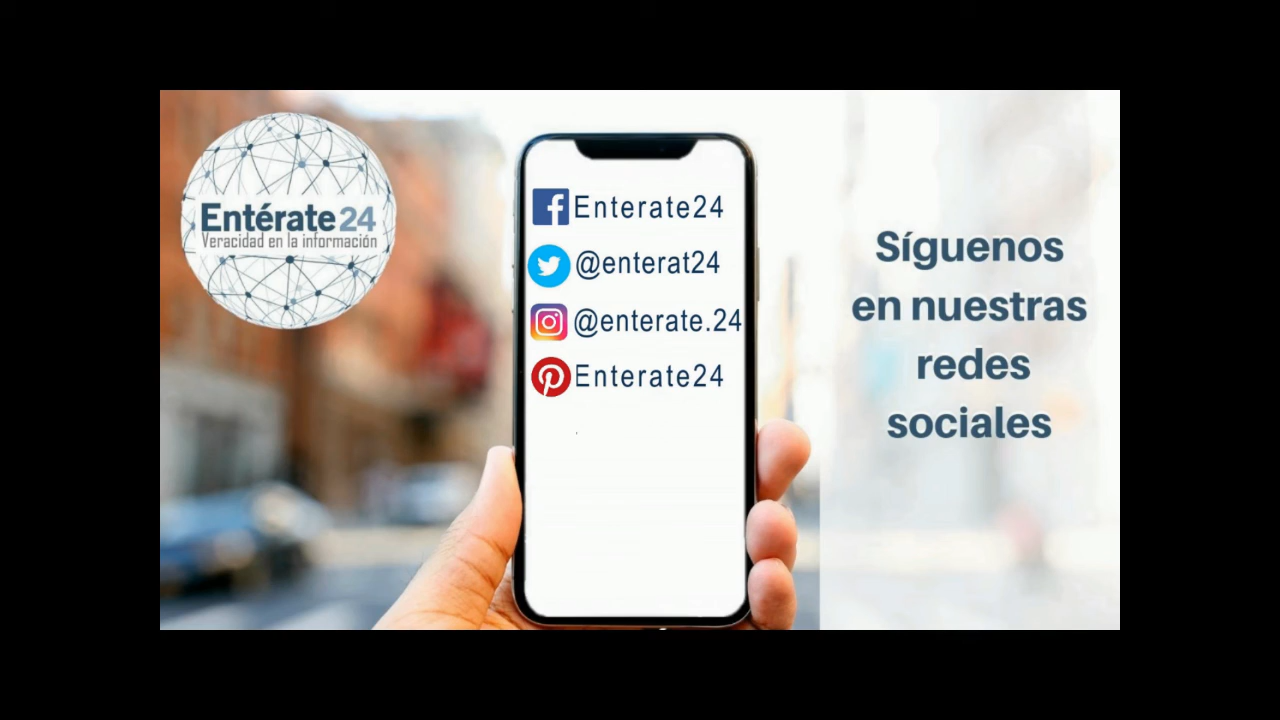 Entérate24
Veracidad en la información
Enterate24
@enterat24
@enterate.24
Enterate24
Síguenos
en nuestras
redes
sociales